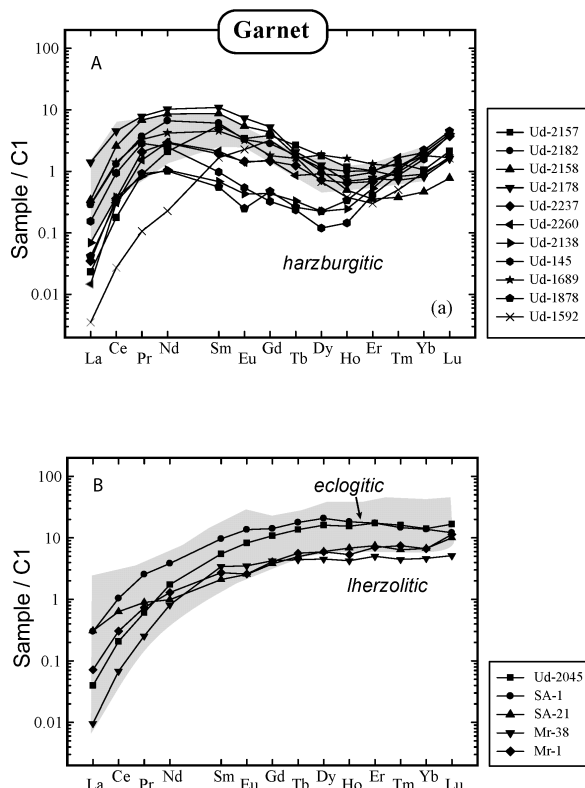 Garnet
A
100
10
1
0.1
0.01
Sample / C1
harzburgitic
(a)
La Ce Pr Nd Sm Eu Gd Tb Dy Ho Er Tm Yb Lu
Ud-2157
Ud-2182
Ud-2158
Ud-2178
Ud-2237
Ud-2260
Ud-2138
Ud-145
Ud-1689
Ud-1878
Ud-1592
B
100
10
1
0.1
0.01
Sample / C1
eclogitic
lherzolitic
La Ce Pr Nd Sm Eu Gd Tb Dy Ho Er Tm Yb Lu
Ud-2045
SA-1
SA-21
Mr-38
Mr-1